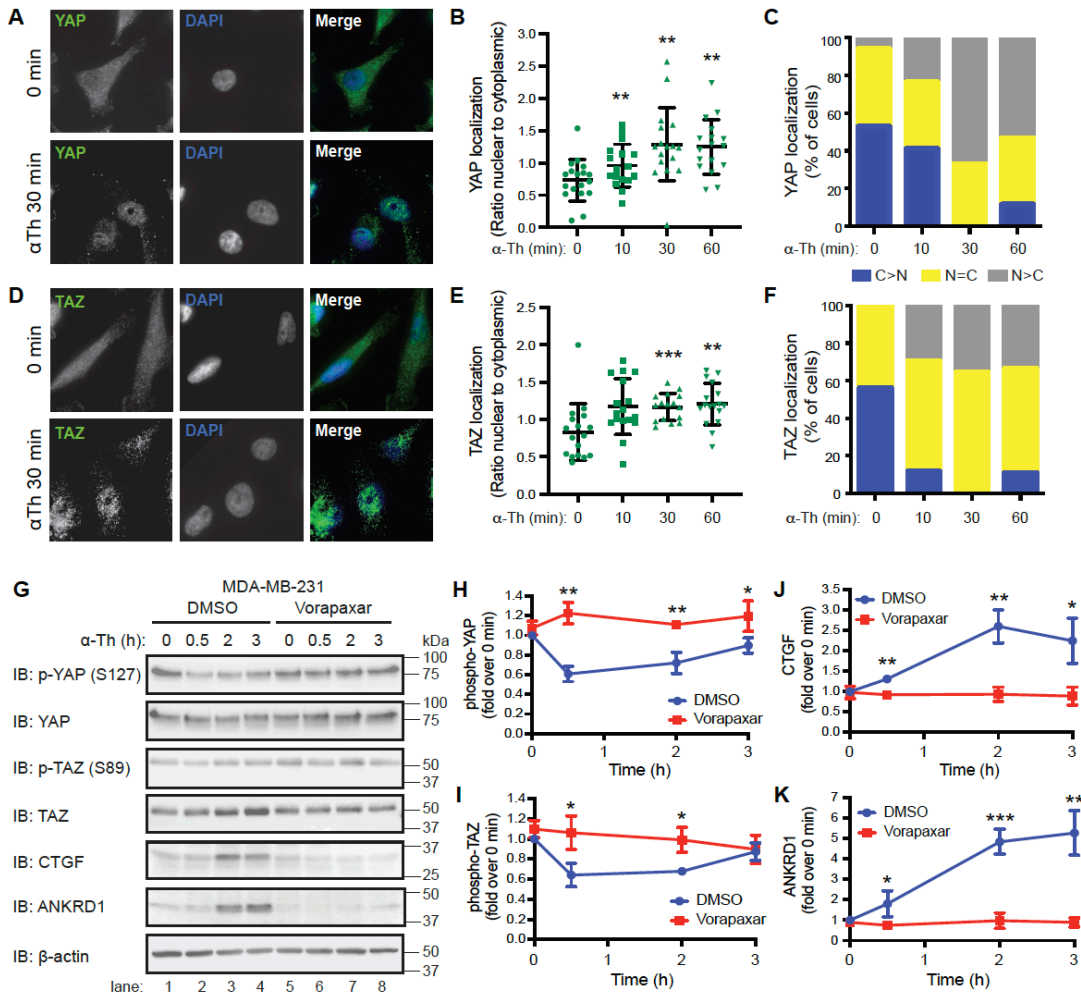 A
YAP
DAPI
Merge
0 min
YAP
DAPI
Merge
αTh 30 min
B
YAP localization
(Ratio nuclear to cytoplasmic)
3.0
2.5
2.0
1.5
1.0
0.5
0.0
**
**
**
α-Th (min): 0 10 30 60
C
YAP localization
(% of cells)
100
80
60
40
20
0
α-Th (min): 0 10 30 60
C>N N=C N>C
D
TAZ
DAPI
Merge
0 min
TAZ
DAPI
Merge
αTh 30 min
E
TAZ localization
(Ratio nuclear to cytoplasmic)
2.5
2.0
1.5
1.0
0.5
0.0
***
**
α-Th (min): 0 10 30 60
F
TAZ localization
(% of cells)
100
80
60
40
20
0
α-Th (min): 0 10 30 60
G
MDA-MB-231
DMSO Vorapaxar
α-Th (h): 0 0.5 2 3 0 0.5 2 3 kDa
IB: p-YAP (S127) 100
75
IB: YAP 100
75
IB: p-TAZ (S89) 50
37
IB: TAZ 50
37
IB: CTGF 37
25
IB: ANKRD1 50
37
IB: β-actin 50
37
lane: 1 2 3 4 5 6 7 8
H
phospho-YAP
(fold over 0 min)
1.4
1.2
1.0
0.8
0.6
0.4
0.2
0.0
** ** *
DMSO
Vorapaxar
0 1 2 3
Time (h)
I
phospho-TAZ
(fold over 0 min)
1.4
1.2
1.0
0.8
0.6
0.4
0.2
0.0
* *
DMSO
Vorapaxar
0 1 2 3
Time (h)
J
CTGF
(fold over 0 min)
3.5
3.0
2.5
2.0
1.5
1.0
0.5
0.0
DMSO
Vorapaxar
** ** *
0 1 2 3
Time (h)
K
ANKRD1
(fold over 0 min)
7
6
5
4
3
2
1
0
DMSO
Vorapaxar
* *** **
0 1 2 3
Time (h)